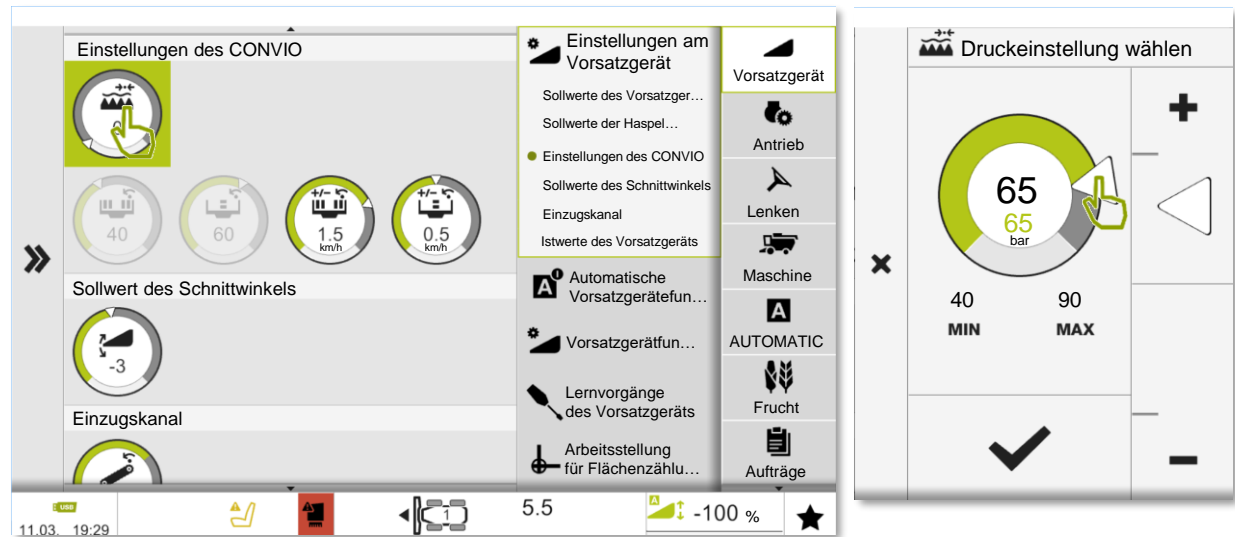 Einstellungen des CONVIO
40
60
+/-
1.5
km/h
+/-
0.5
km/h
Sollwert des Schnittwinkels
-3
Einzugskanal
Einstellungen am
Vorsatzgerät
Sollwerte des Vorsatzger…
Sollwerte der Haspel…
Einstellungen des CONVIO
Sollwerte des Schnittwinkels
Einzugskanal
Istwerte des Vorsatzgeräts
A
Automatische
Vorsatzgerätefun…
Vorsatzgerätfun…
Lernvorgänge
des Vorsatzgeräts
Arbeitsstellung
für Flächenzählu…
Vorsatzgerät
Antrieb
Lenken
Maschine
A
AUTOMATIC
Frucht
Aufträge
USB
11.03. 19:29
1
5.5
A
-100 %
Druckeinstellung wählen
65
65
bar
40
MIN
90
MAX